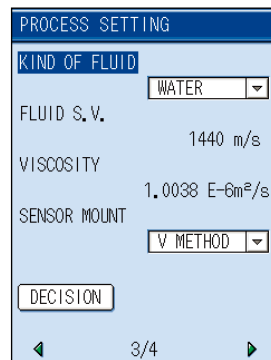 PROCESS SETTING
KIND OF FLUID
WATER
FLUID S.V.
1440 m/s
VISCOSITY
1.0038 E-6m²/s
SENSOR MOUNT
V METHOD
DECISION
3/4